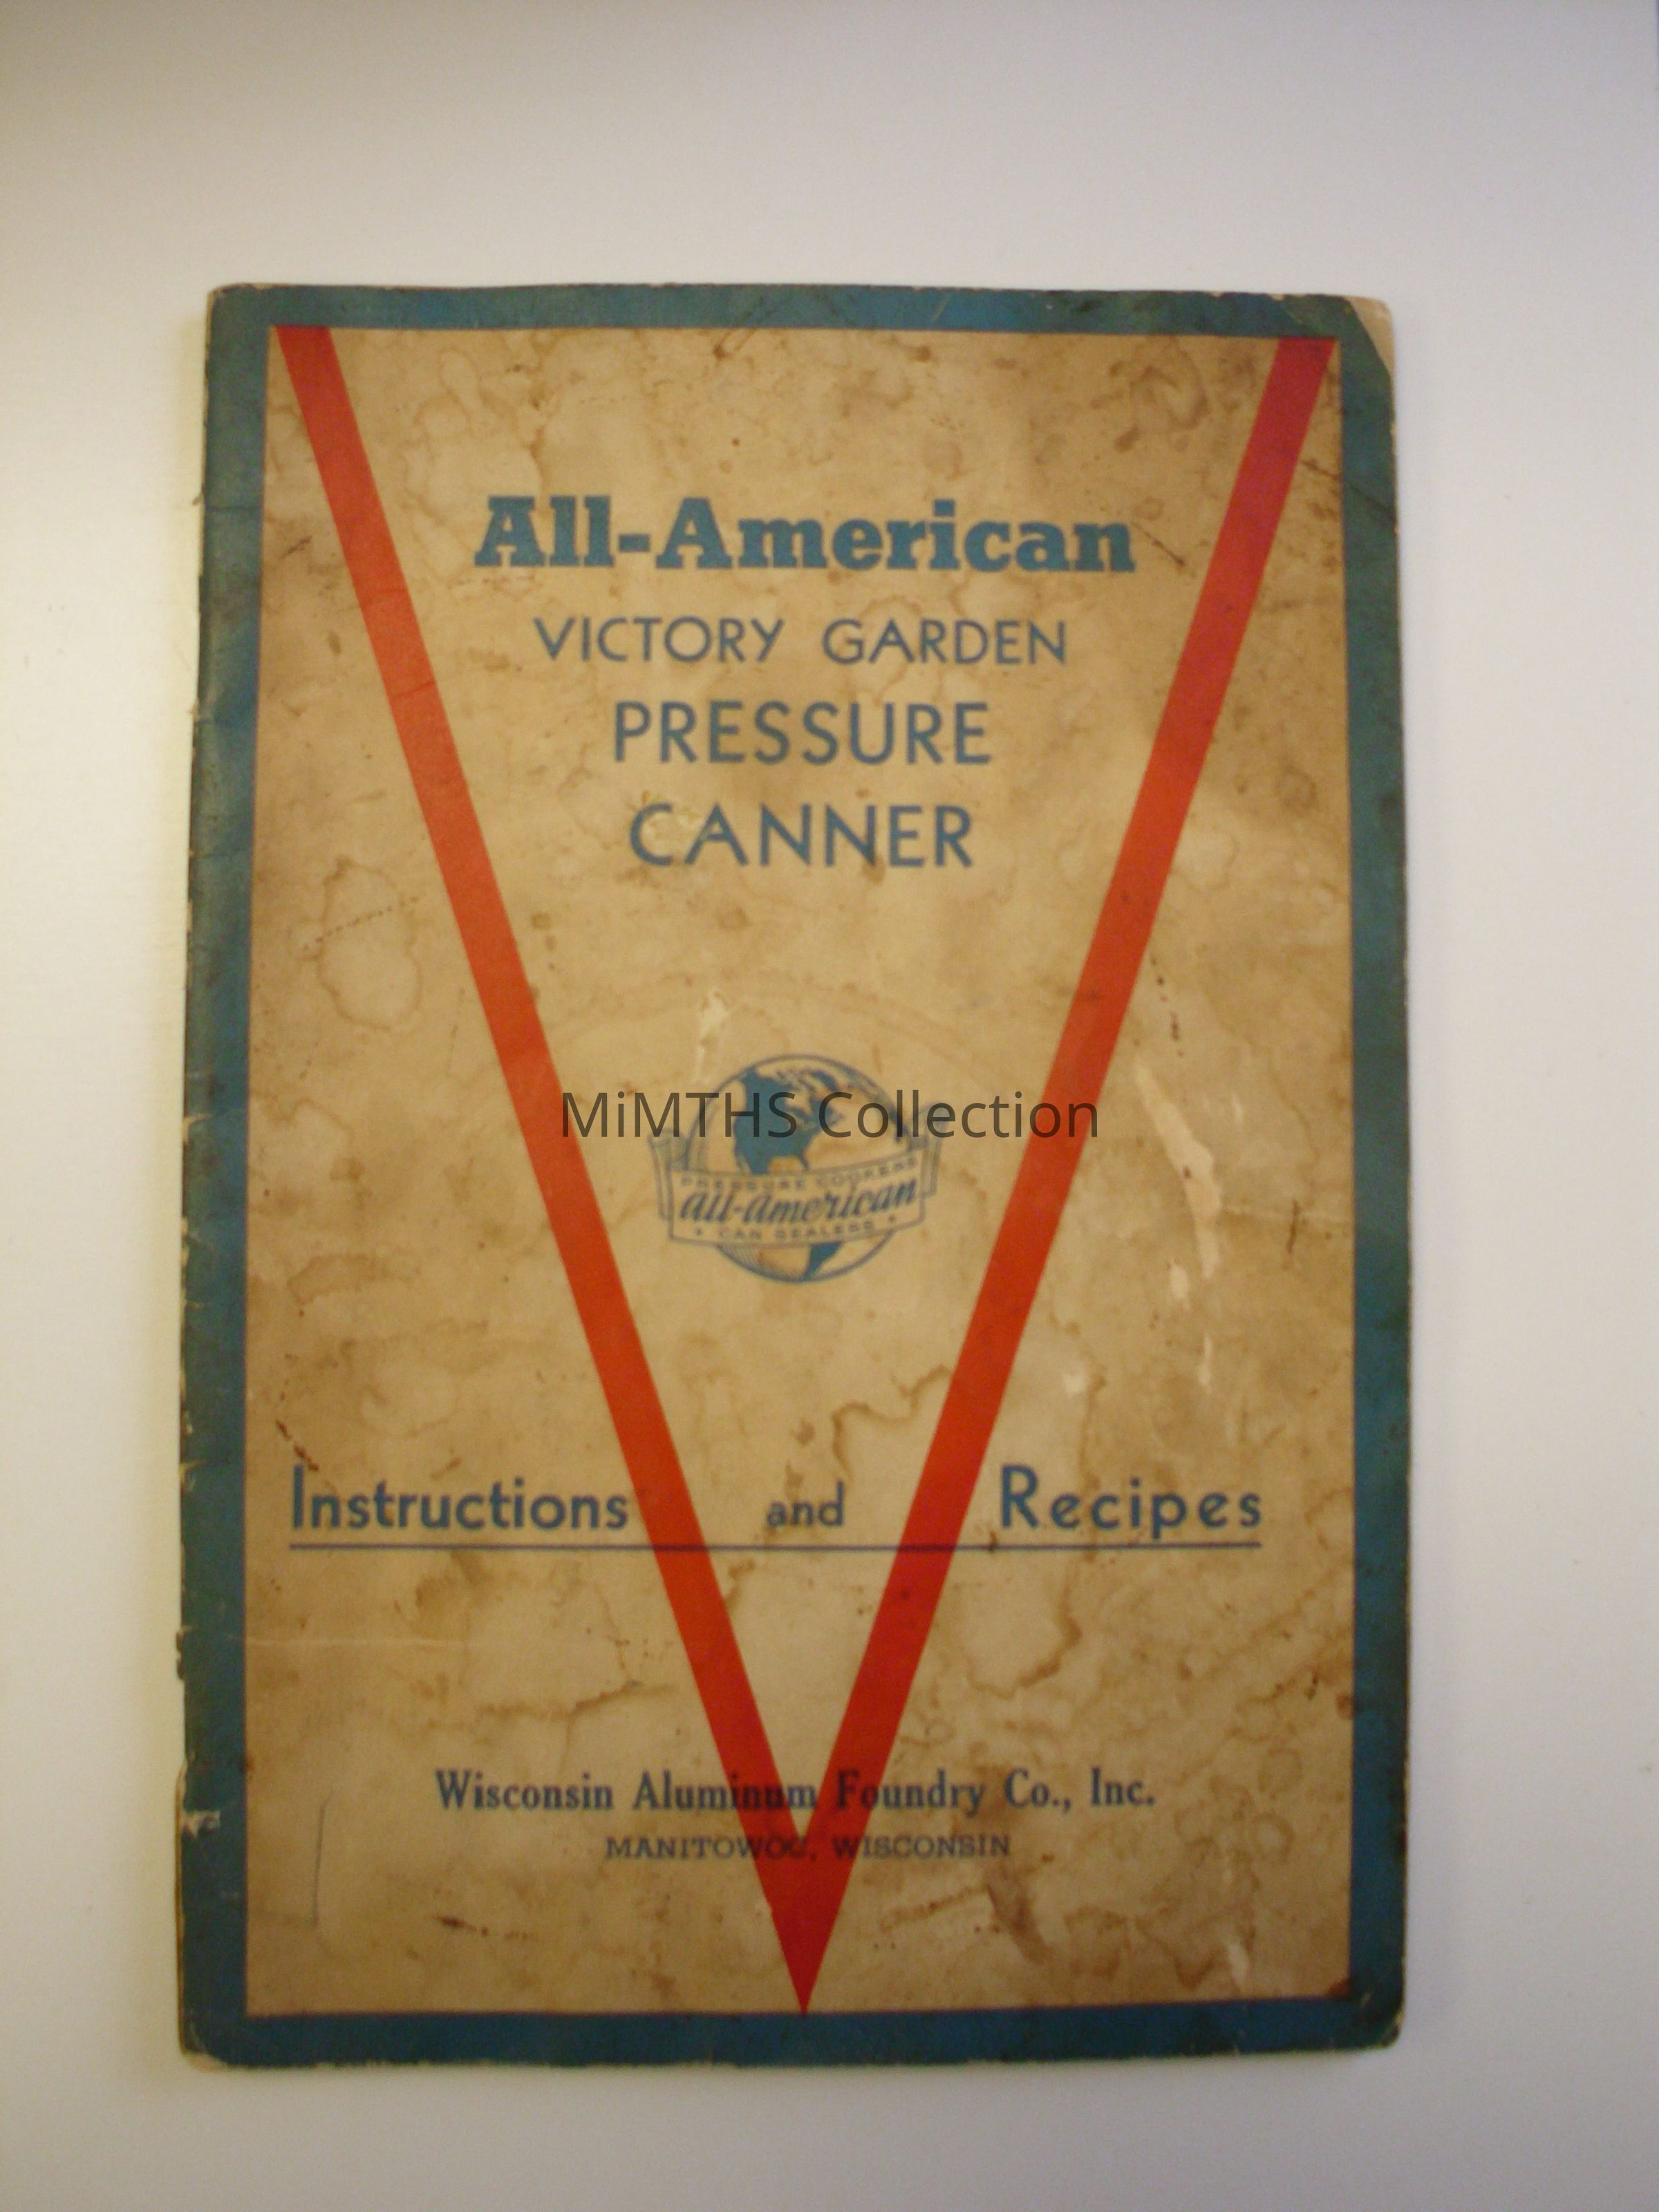 All-American
VICTORY GARDEN
PRESSURE
CANNER
MiMTHS Collection
PRESSURE COOKERS
all-american
CAN SEALERS
Instructions and Recipes
Wisconsin Aluminum Foundry Co., Inc.
MANITOWOC, WISCONSIN